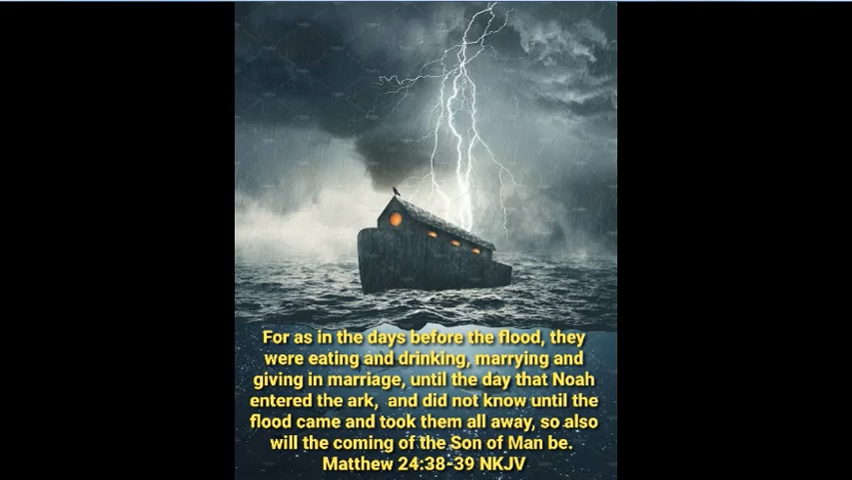 For as in the days before the flood, they
were eating and drinking, marrying and
giving in marriage, until the day that Noah
entered the ark,  and did not know until the
flood came and took them all away, so also
will the coming of the Son of Man be.
Matthew 24:38-39 NKJV